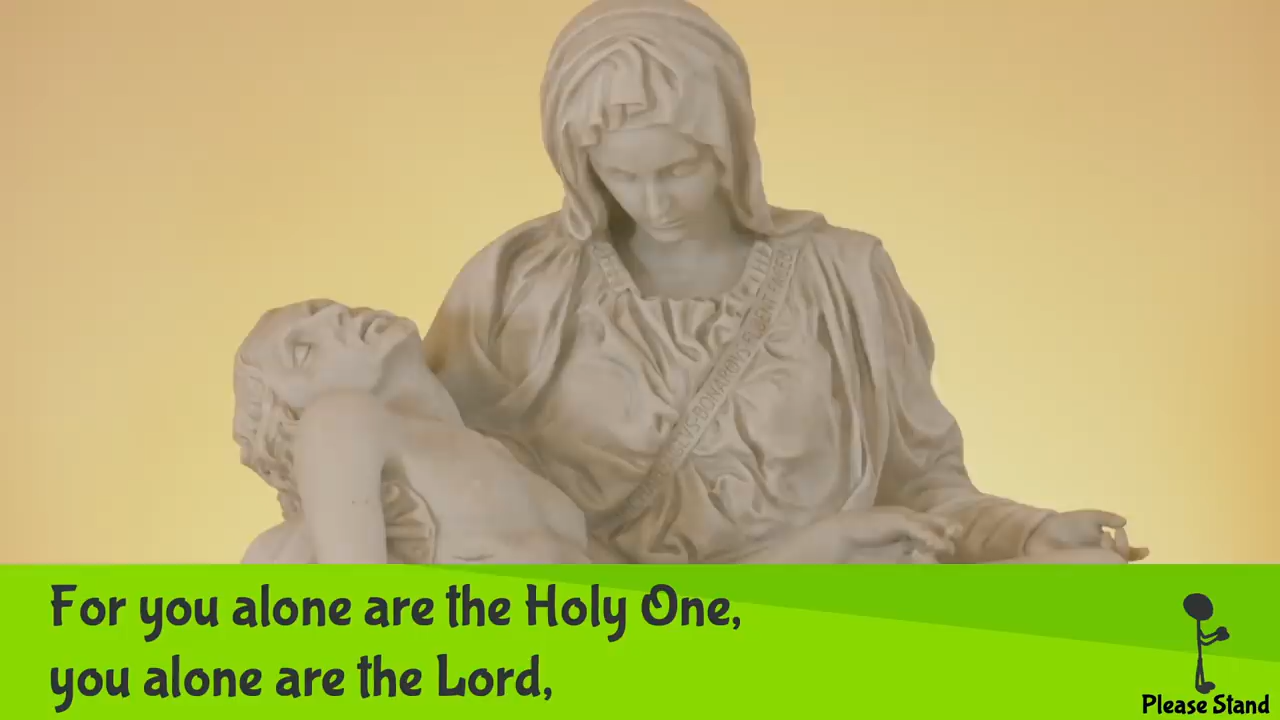 For you alone are the Holy One,
you alone are the Lord,
Please Stand